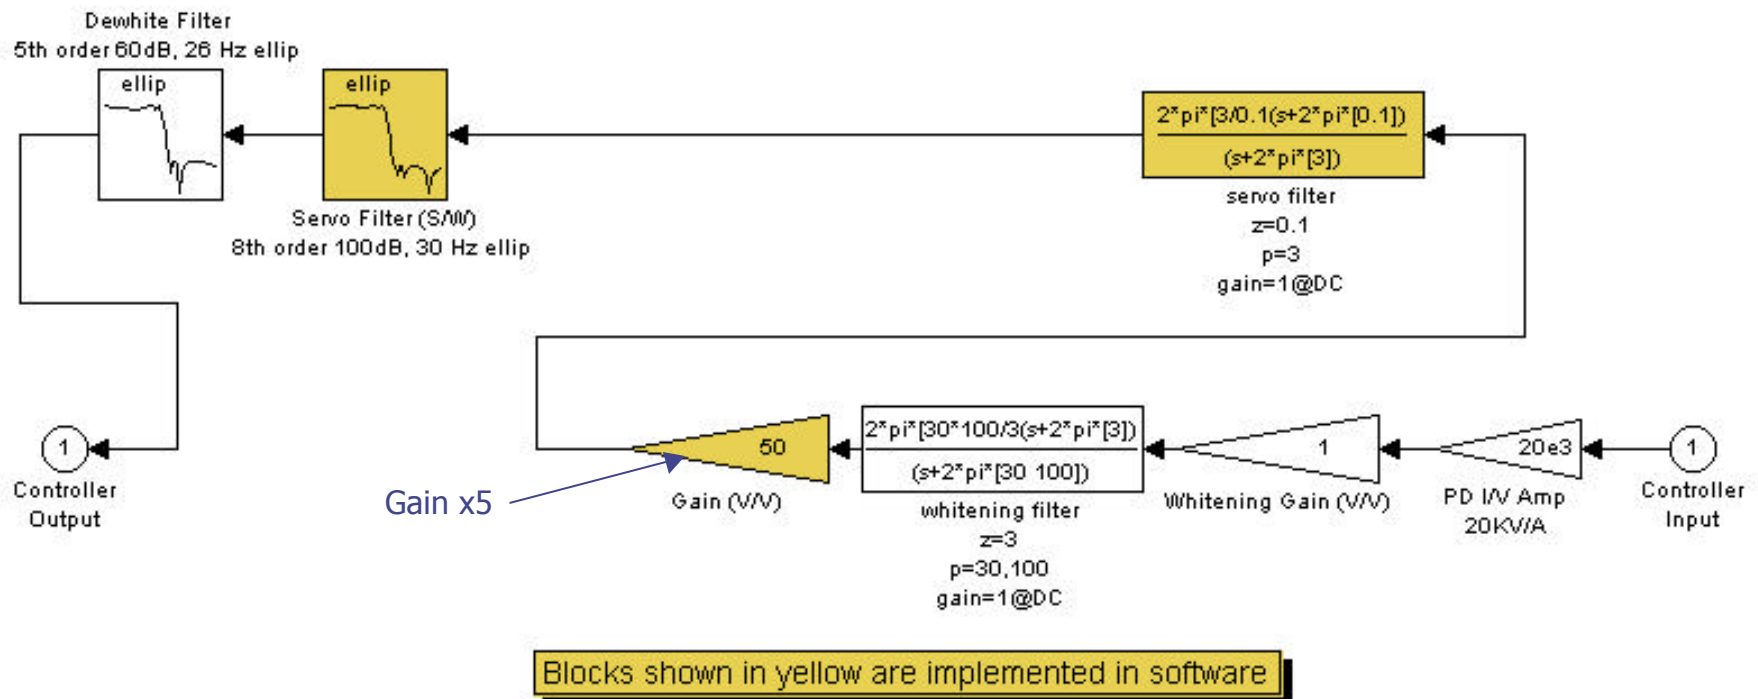 Dewhite Filter
5th order 60dB, 26 Hz ellip
ellip
ellip
Servo Filter (S/W)
8th order 100dB, 30 Hz ellip
2*pi*[3/0.1(s+2*pi*[0.1])
(s+2*pi*[3])
servo filter
z=0.1
p=3
gain=1@DC
1
Controller
Output
Gain x5
50
Gain (V/V)
2*pi*[30*100/3(s+2*pi*[3])
(s+2*pi*[30 100])
whitening filter
z=3
p=30,100
gain=1@DC
1
Whitening Gain (V/V)
20e3
PD I/V Amp
20KV/A
1
Controller
Input
Blocks shown in yellow are implemented in software